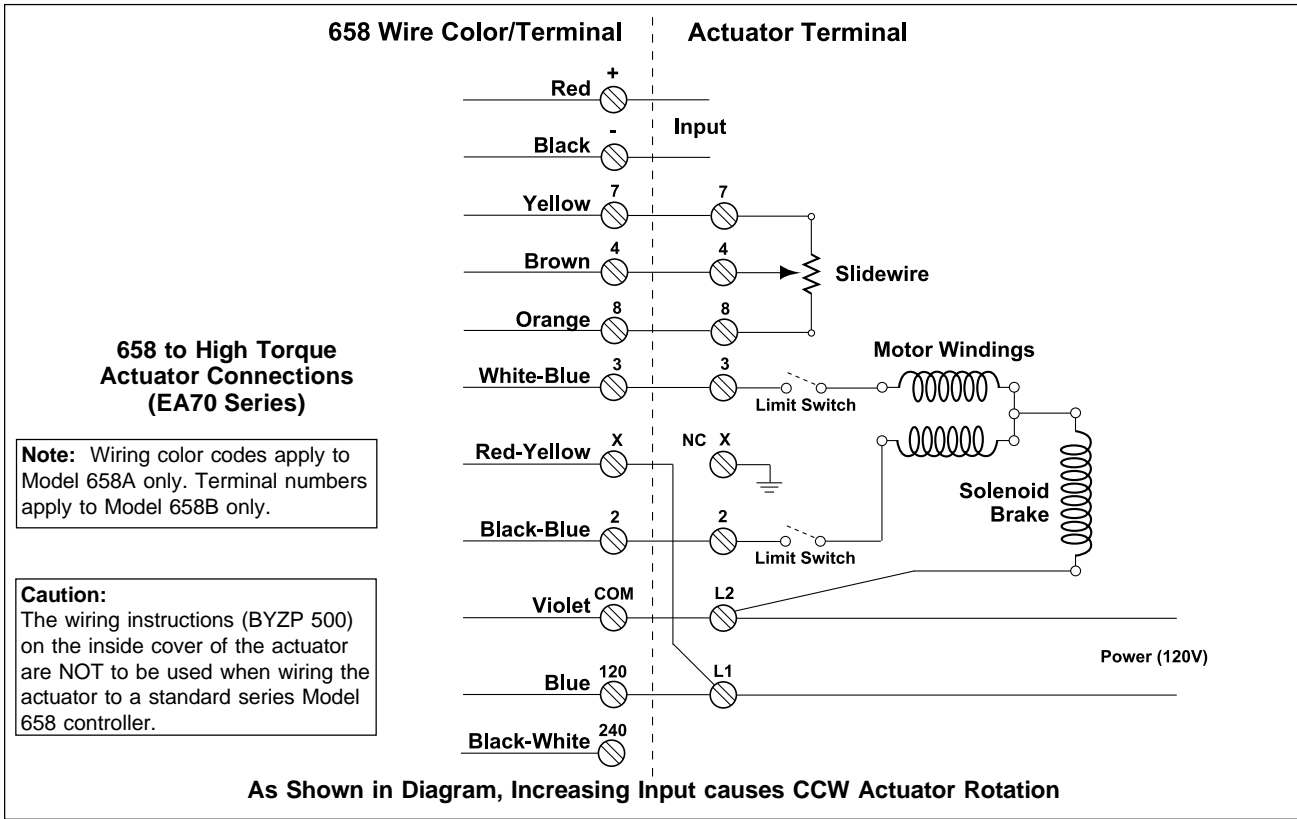 658 Wire Color/Terminal
Actuator Terminal
Red +
Input
Black -
Yellow 7 7
Brown 4 4
Slidewire
Orange 8 8
658 to High Torque
Actuator Connections
(EA70 Series)
Motor Windings
White-Blue 3 3
Limit Switch
Note: Wiring color codes apply to
Model 658A only. Terminal numbers
apply to Model 658B only.
Red-Yellow X NC X
Solenoid
Brake
Black-Blue 2 2
Limit Switch
Caution:
The wiring instructions (BYZP 500)
on the inside cover of the actuator
are NOT to be used when wiring the
actuator to a standard series Model
658 controller.
Violet COM L2
Power (120V)
Blue 120 L1
Black-White 240
As Shown in Diagram, Increasing Input causes CCW Actuator Rotation